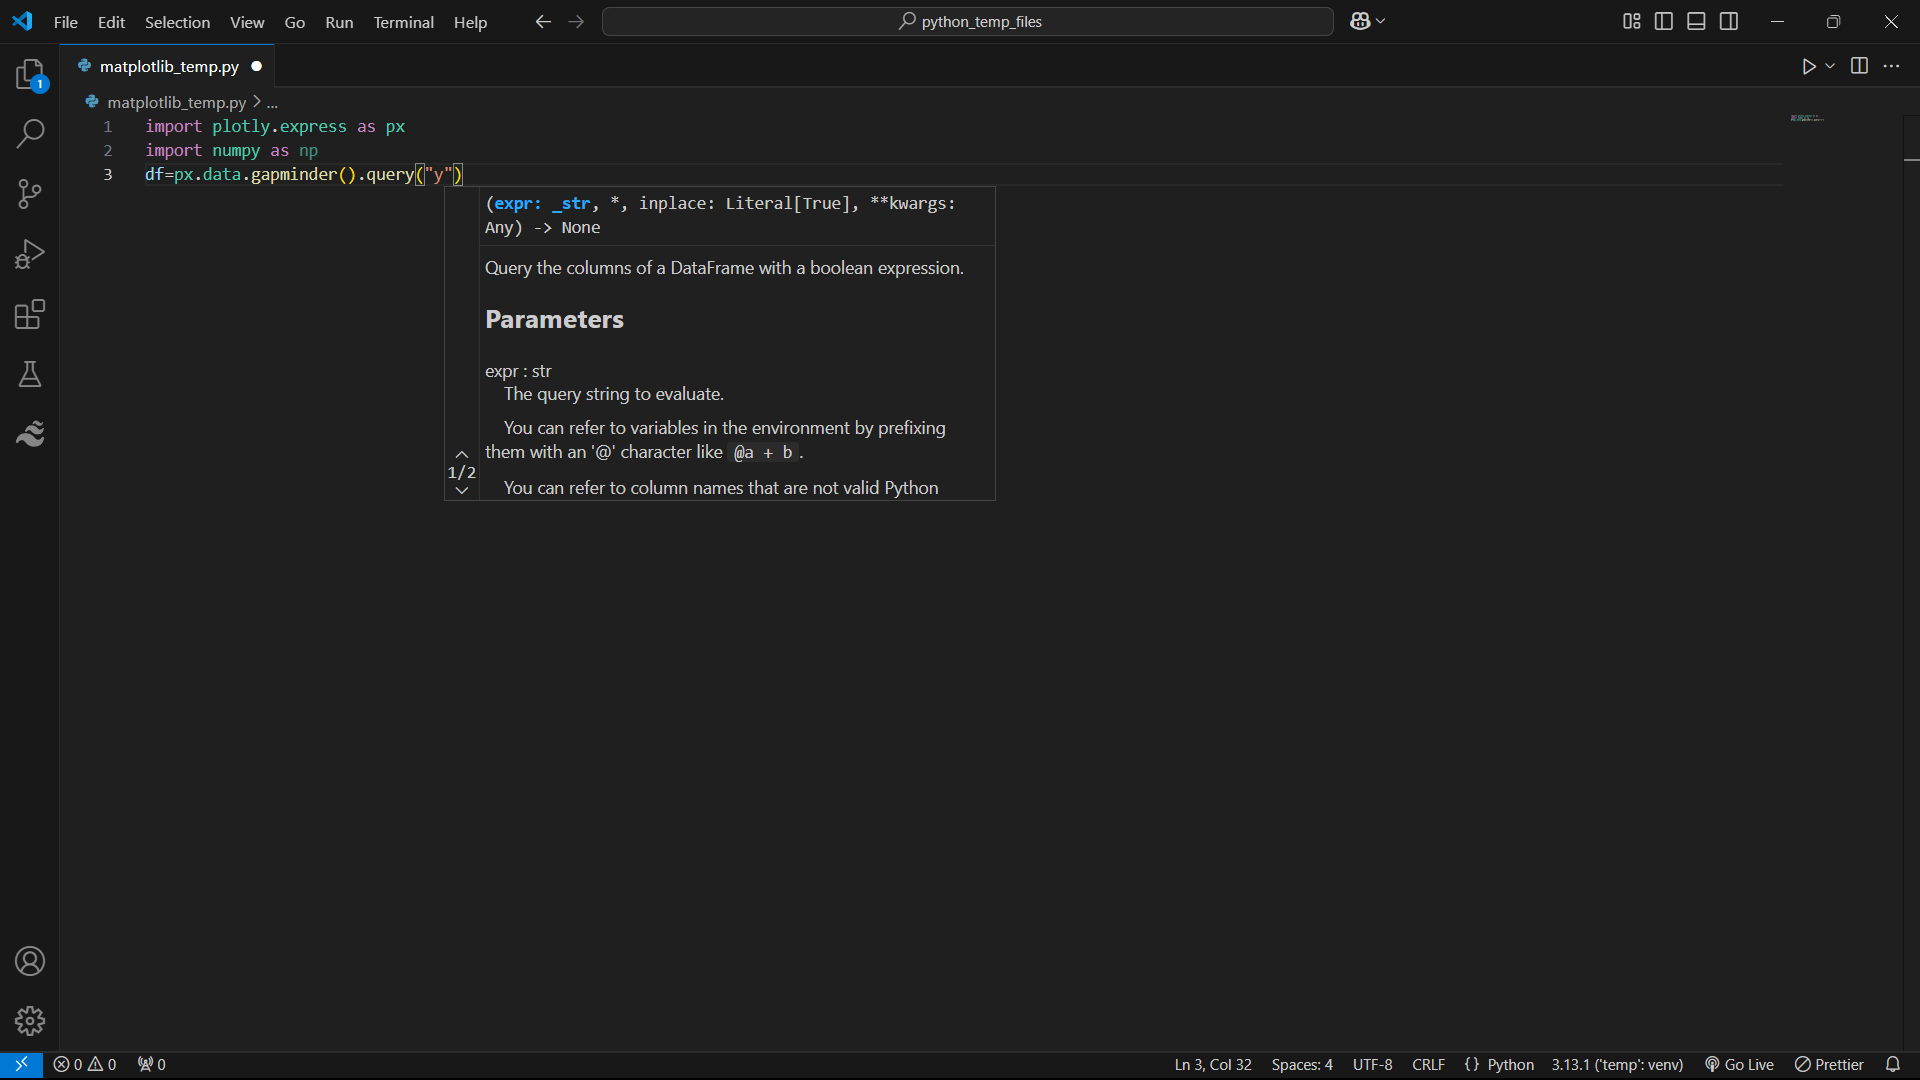 File Edit Selection View Go Run Terminal Help
python_temp_files
matplotlib_temp.py
1
matplotlib_temp.py > ...
1 import plotly.express as px
2 import numpy as np
3 df=px.data.gapminder().query("y")
(expr: _str, *, inplace: Literal[True], **kwargs:
Any) -> None
Query the columns of a DataFrame with a boolean expression.
Parameters
expr : str
The query string to evaluate.
You can refer to variables in the environment by prefixing
them with an '@' character like @a + b .
1/2
You can refer to column names that are not valid Python
0 0 0 Ln 3, Col 32 Spaces: 4 UTF-8 CRLF {} Python 3.13.1 ('temp': venv) Go Live Prettier